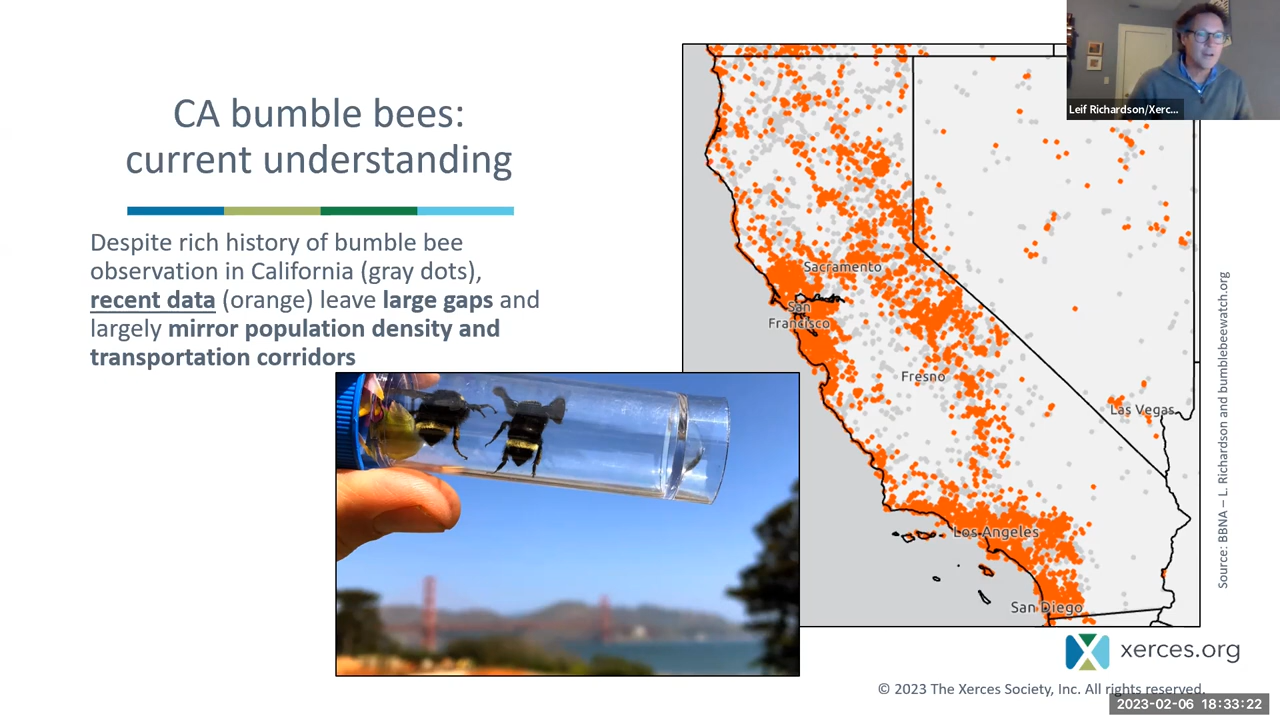 CA bumble bees:
current understanding
Despite rich history of bumble bee
observation in California (gray dots),
recent data (orange) leave large gaps and
largely mirror population density and
transportation corridors
Sacramento
San
Francisco
Fresno
Las Vegas
Los Angeles
San Diego
Leif Richardson/Xerc...
Source: BBNA – L. Richardson and bumblebeewatch.org
xerces.org
© 2023 The Xerces Society, Inc. All rights reserved.
2023-02-06 18:33:22